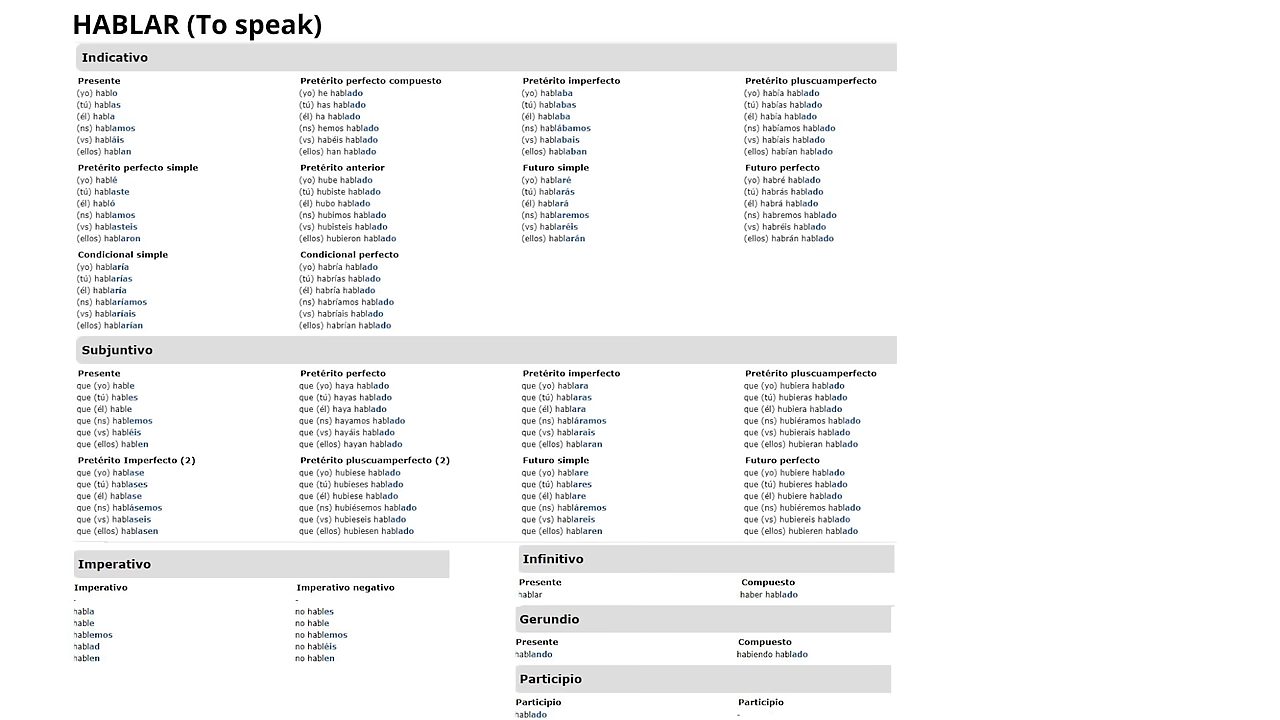 HABLAR (To speak)
Indicativo
Presente
(yo) hablo
(tú) hablas
(él) habla
(ns) hablamos
(vs) habláis
(ellos) hablan
Pretérito perfecto compuesto
(yo) he hablado
(tú) has hablado
(él) ha hablado
(ns) hemos hablado
(vs) habéis hablado
(ellos) han hablado
Pretérito imperfecto
(yo) hablaba
(tú) hablabas
(él) hablaba
(ns) hablábamos
(vs) hablabais
(ellos) hablaban
Pretérito pluscuamperfecto
(yo) había hablado
(tú) habías hablado
(él) había hablado
(ns) habíamos hablado
(vs) habíais hablado
(ellos) habían hablado
Pretérito perfecto simple
(yo) hablé
(tú) hablaste
(él) habló
(ns) hablamos
(vs) hablasteis
(ellos) hablaron
Pretérito anterior
(yo) hube hablado
(tú) hubiste hablado
(él) hubo hablado
(ns) hubimos hablado
(vs) hubisteis hablado
(ellos) hubieron hablado
Futuro simple
(yo) hablaré
(tú) hablarás
(él) hablará
(ns) hablaremos
(vs) hablaréis
(ellos) hablarán
Futuro perfecto
(yo) habré hablado
(tú) habrás hablado
(él) habrá hablado
(ns) habremos hablado
(vs) habréis hablado
(ellos) habrán hablado
Condicional simple
(yo) hablaría
(tú) hablarías
(él) hablaría
(ns) hablaríamos
(vs) hablaríais
(ellos) hablarían
Condicional perfecto
(yo) habría hablado
(tú) habrías hablado
(él) habría hablado
(ns) habríamos hablado
(vs) habríais hablado
(ellos) habrían hablado
Subjuntivo
Presente
que (yo) hable
que (tú) hables
que (él) hable
que (ns) hablemos
que (vs) habléis
que (ellos) hablen
Pretérito perfecto
que (yo) haya hablado
que (tú) hayas hablado
que (él) haya hablado
que (ns) hayamos hablado
que (vs) hayáis hablado
que (ellos) hayan hablado
Pretérito imperfecto
que (yo) hablara
que (tú) hablaras
que (él) hablara
que (ns) habláramos
que (vs) hablarais
que (ellos) hablaran
Pretérito pluscuamperfecto
que (yo) hubiera hablado
que (tú) hubieras hablado
que (él) hubiera hablado
que (ns) hubiéramos hablado
que (vs) hubierais hablado
que (ellos) hubieran hablado
Pretérito Imperfecto (2)
que (yo) hablase
que (tú) hablases
que (él) hablase
que (ns) hablásemos
que (vs) hablaseis
que (ellos) hablasen
Pretérito pluscuamperfecto (2)
que (yo) hubiese hablado
que (tú) hubieses hablado
que (él) hubiese hablado
que (ns) hubiésemos hablado
que (vs) hubieseis hablado
que (ellos) hubiesen hablado
Futuro simple
que (yo) hablare
que (tú) hablares
que (él) hablare
que (ns) habláremos
que (vs) hablareis
que (ellos) hablaren
Futuro perfecto
que (yo) hubiere hablado
que (tú) hubieres hablado
que (él) hubiere hablado
que (ns) hubiéremos hablado
que (vs) hubiereis hablado
que (ellos) hubieren hablado
Imperativo
Imperativo
-
habla
hable
hablemos
hablad
hablen
Imperativo negativo
-
no hables
no hable
no hablemos
no habléis
no hablen
Infinitivo
Presente
hablar
Compuesto
haber hablado
Gerundio
Presente
hablando
Compuesto
habiendo hablado
Participio
Participio
hablado
Participio
-